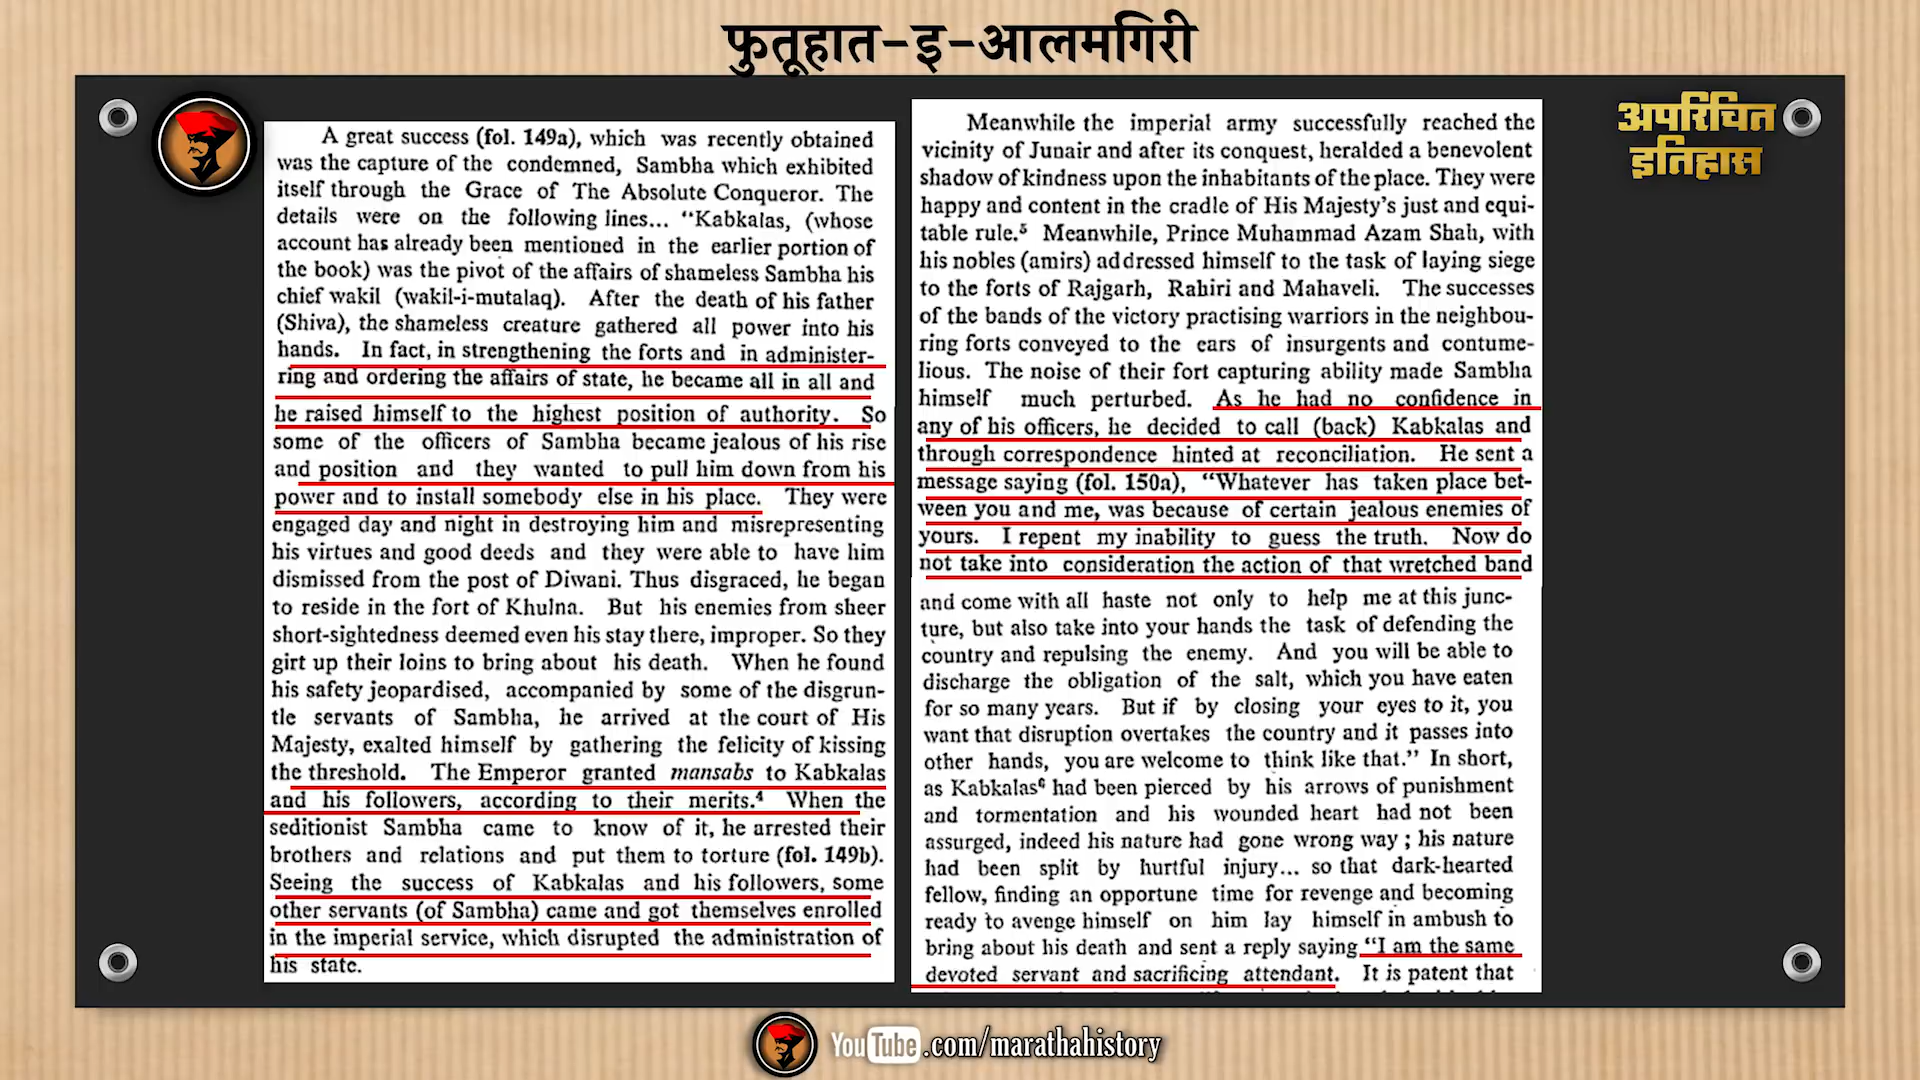 फुतूहात-इ-आलमगिरी
अपरिचित
इतिहास
A great success (fol. 149a), which was recently obtained
was the capture of the condemned, Sambha which exhibited
itself through the Grace of The Absolute Conqueror. The
details were on the following lines... “Kabkalas, (whose
account has already been mentioned in the earlier portion of
the book) was the pivot of the affairs of shameless Sambha his
chief wakil (wakil-i-mutalaq). After the death of his father
(Shiva), the shameless creature gathered all power into his
hands. In fact, in strengthening the forts and in administer-
ring and ordering the affairs of state, he became all in all and
he raised himself to the highest position of authority. So
some of the officers of Sambha became jealous of his rise
and position and they wanted to pull him down from his
power and to install somebody else in his place. They were
engaged day and night in destroying him and misrepresenting
his virtues and good deeds and they were able to have him
dismissed from the post of Diwani. Thus disgraced, he began
to reside in the fort of Khulna. But his enemies from sheer
short-sightedness deemed even his stay there, improper. So they
girt up their loins to bring about his death. When he found
his safety jeopardised, accompanied by some of the disgrun-
tle servants of Sambha, he arrived at the court of His
Majesty, exalted himself by gathering the felicity of kissing
the threshold. The Emperor granted mansabs to Kabkalas
and his followers, according to their merits.⁴ When the
seditionist Sambha came to know of it, he arrested their
brothers and relations and put them to torture (fol. 149b).
Seeing the success of Kabkalas and his followers, some
other servants (of Sambha) came and got themselves enrolled
in the imperial service, which disrupted the administration of
his state.
Meanwhile the imperial army successfully reached the
vicinity of Junair and after its conquest, heralded a benevolent
shadow of kindness upon the inhabitants of the place. They were
happy and content in the cradle of His Majesty’s just and equi-
table rule.⁵ Meanwhile, Prince Muhammad Azam Shah, with
his nobles (amirs) addressed himself to the task of laying siege
to the forts of Rajgarh, Rahiri and Mahaveli. The successes
of the bands of the victory practising warriors in the neighbou-
ring forts conveyed to the ears of insurgents and contume-
lious. The noise of their fort capturing ability made Sambha
himself much perturbed. As he had no confidence in
any of his officers, he decided to call (back) Kabkalas and
through correspondence hinted at reconciliation. He sent a
message saying (fol. 150a), “Whatever has taken place bet-
ween you and me, was because of certain jealous enemies of
yours. I repent my inability to guess the truth. Now do
not take into consideration the action of that wretched band
and come with all haste not only to help me at this junc-
ture, but also take into your hands the task of defending the
country and repulsing the enemy. And you will be able to
discharge the obligation of the salt, which you have eaten
for so many years. But if by closing your eyes to it, you
want that disruption overtakes the country and it passes into
other hands, you are welcome to think like that.” In short,
as Kabkalas⁶ had been pierced by his arrows of punishment
and tormentation and his wounded heart had not been
assurged, indeed his nature had gone wrong way ; his nature
had been split by hurtful injury... so that dark-hearted
fellow, finding an opportune time for revenge and becoming
ready to avenge himself on him lay himself in ambush to
bring about his death and sent a reply saying “I am the same
devoted servant and sacrificing attendant. It is patent that
YouTube.com/marathahistory